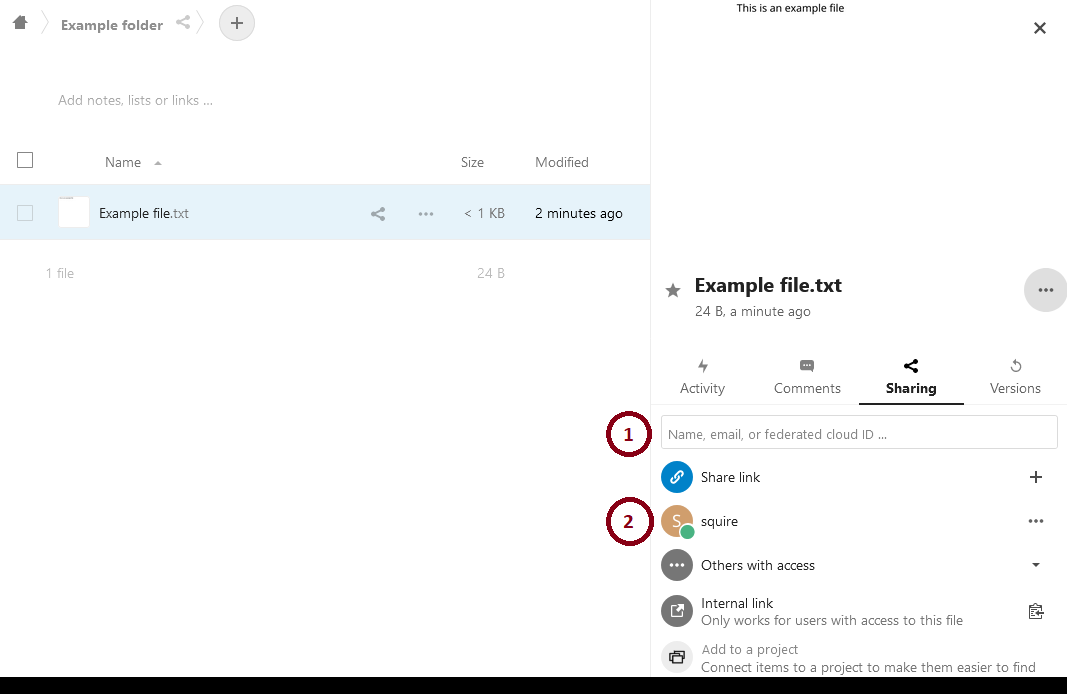 This is an example file
Example folder
Add notes, lists or links ...
Name Size Modified
Example file.txt < 1 KB 2 minutes ago
1 file 24 B
Example file.txt
24 B, a minute ago
Activity Comments Sharing Versions
1 Name, email, or federated cloud ID ...
Share link
2 S squire
Others with access
Internal link
Only works for users with access to this file
Add to a project
Connect items to a project to make them easier to find